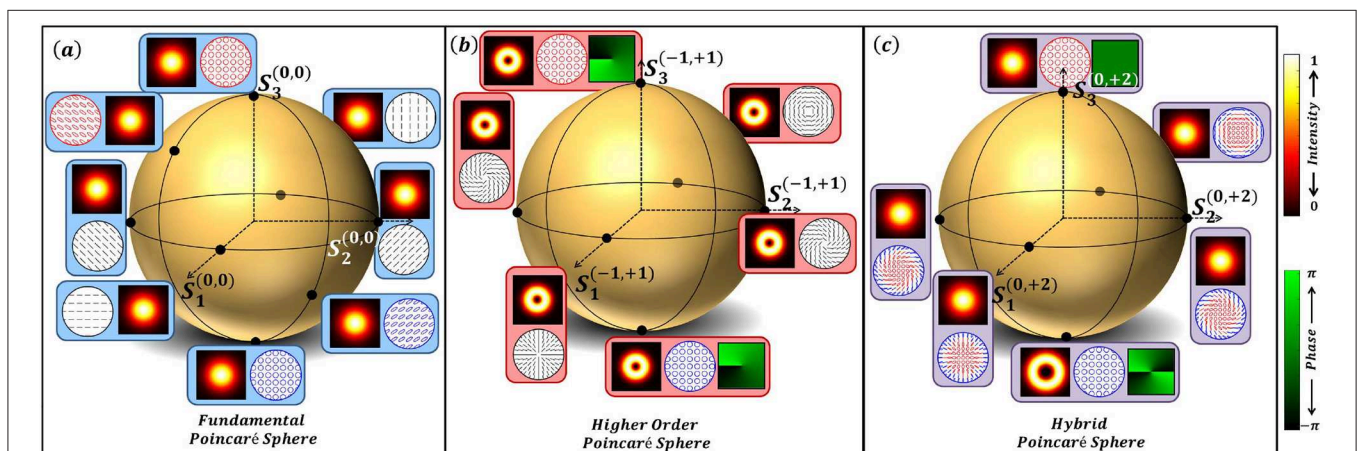 (a)
S₃^(0,0)
S₂^(0,0)
S₁^(0,0)
Fundamental
Poincaré Sphere
(b)
S₃^(−1,+1)
S₂^(−1,+1)
S₁^(−1,+1)
Higher Order
Poincaré Sphere
(c)
S₃^(0,+2)
S₂^(0,+2)
S₁^(0,+2)
Hybrid
Poincaré Sphere
1
Intensity
0
π
Phase
−π